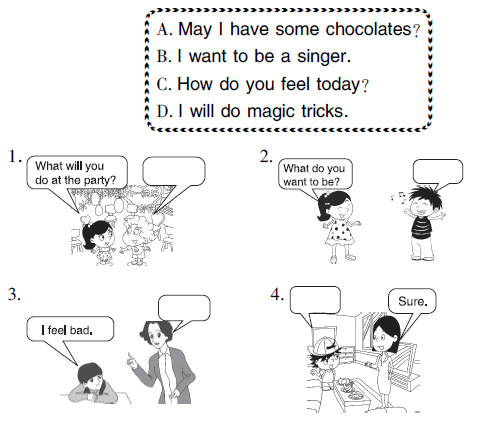 A. May I have some chocolates?
B. I want to be a singer.
C. How do you feel today?
D. I will do magic tricks.
1.
What will you
do at the party?
2.
What do you
want to be?
3.
I feel bad.
4.
Sure.